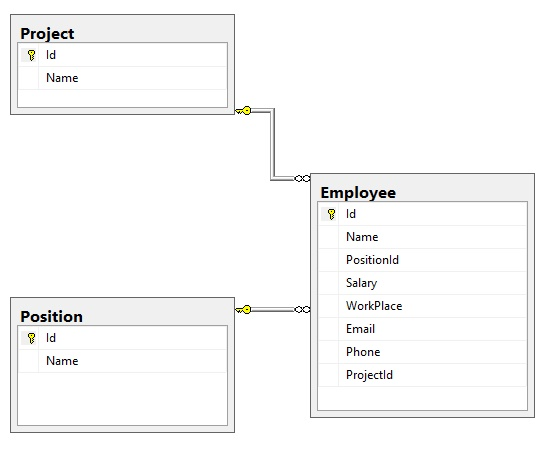 Project
Id
Name
Employee
Id
Name
PositionId
Salary
WorkPlace
Email
Phone
ProjectId
Position
Id
Name